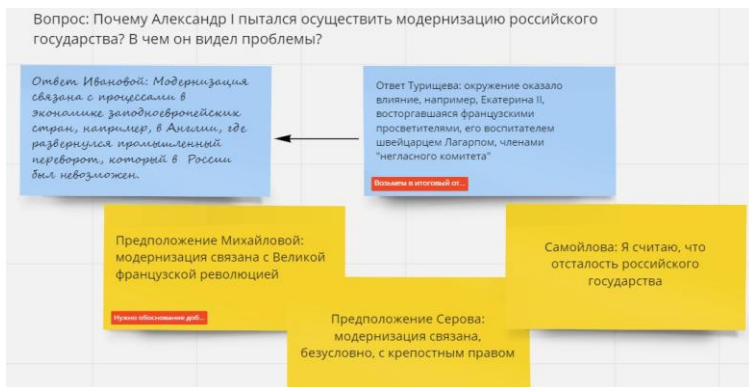 Вопрос: Почему Александр I пытался осуществить модернизацию российского
государства? В чем он видел проблемы?
Ответ Ивановой: Модернизация
связана с процессами в
экономике западноевропейских
стран, например, в Англии, где
развернулся промышленный
переворот, который в России
был невозможен.
Ответ Турищева: окружение оказало
влияние, например, Екатерина II,
восторгавшаяся французскими
просветителями, его воспитателем
швейцарцем Лагарпом, членами
"негласного комитета"
Возьмем в итоговый от...
Предположение Михайловой:
модернизация связана с Великой
французской революцией
Нужно обоснование доб...
Предположение Серова:
модернизация связана,
безусловно, с крепостным правом
Самойлова: Я считаю, что
отсталость российского
государства